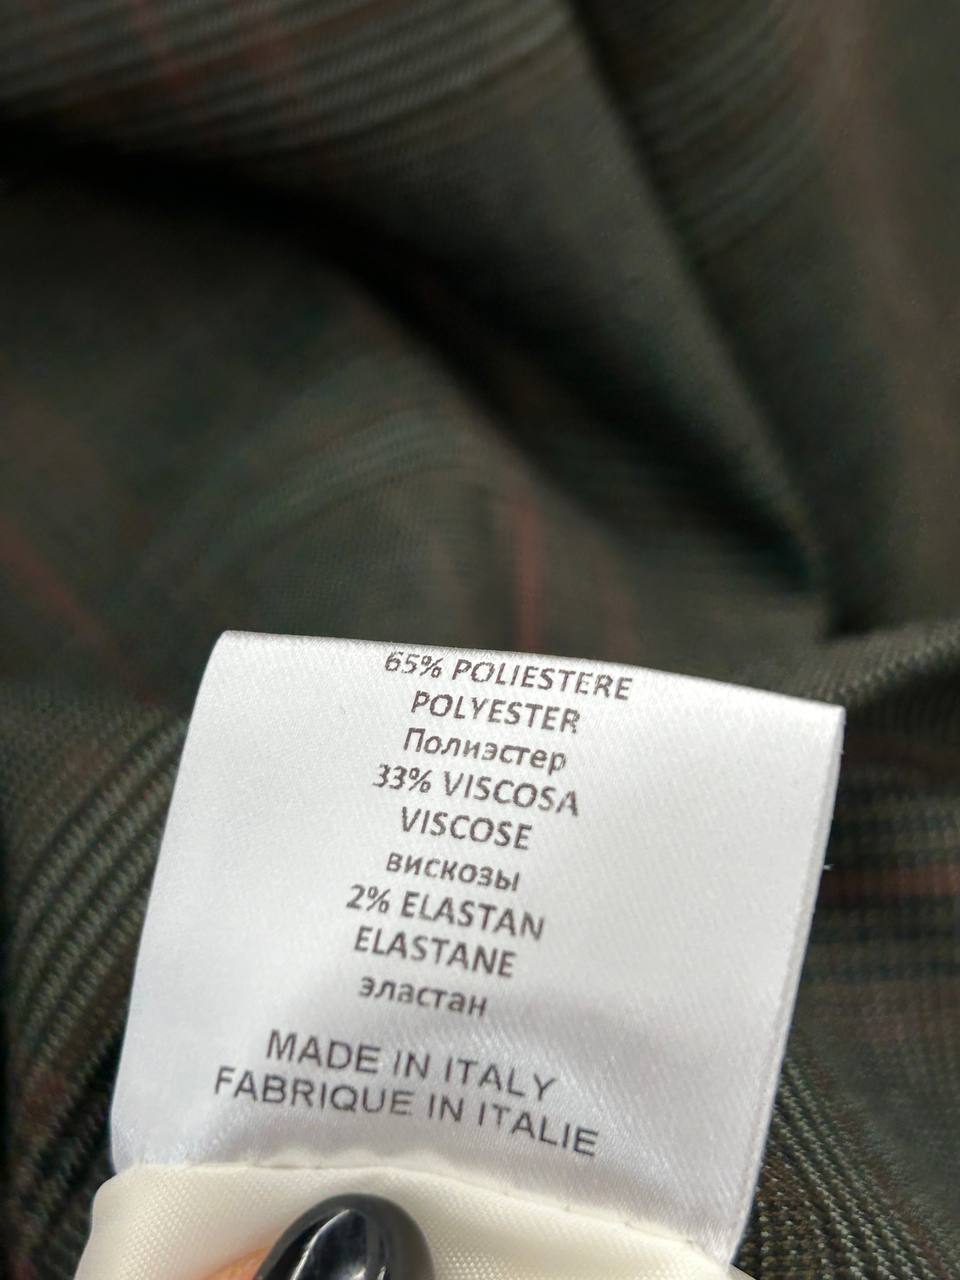 65% POLIESTERE
POLYESTER
Полиэстер
33% VISCOSA
VISCOSE
вискозы
2% ELASTAN
ELASTANE
эластан
MADE IN ITALY
FABRIQUE IN ITALIE